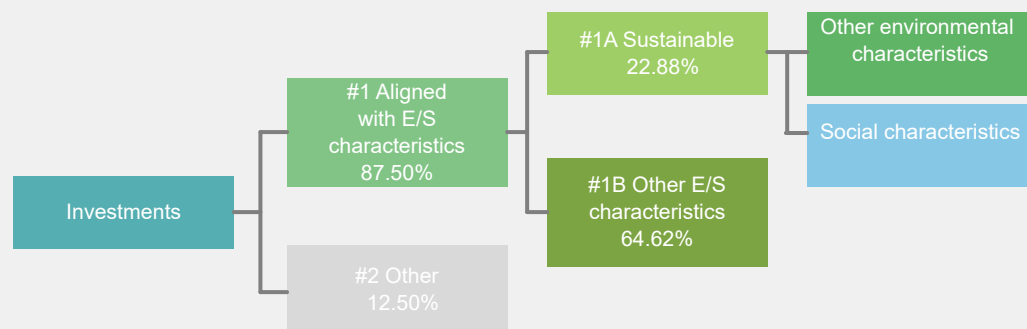 Investments
#1 Aligned
with E/S
characteristics
87.50%
#2 Other
12.50%
#1A Sustainable
22.88%
#1B Other E/S
characteristics
64.62%
Other environmental
characteristics
Social characteristics